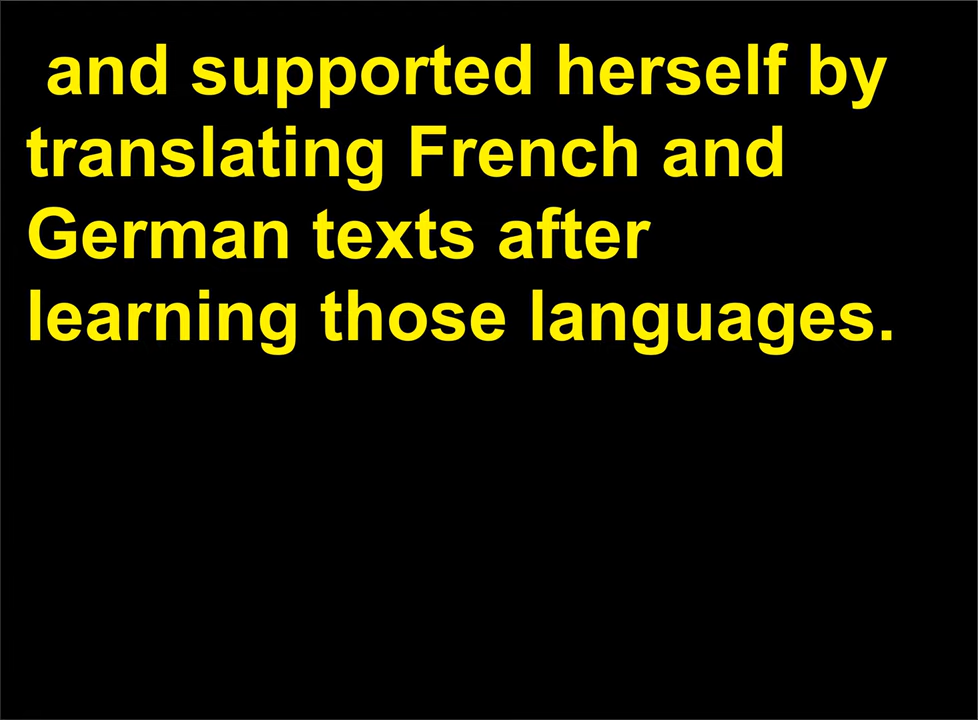 and supported herself by
translating French and
German texts after
learning those languages.